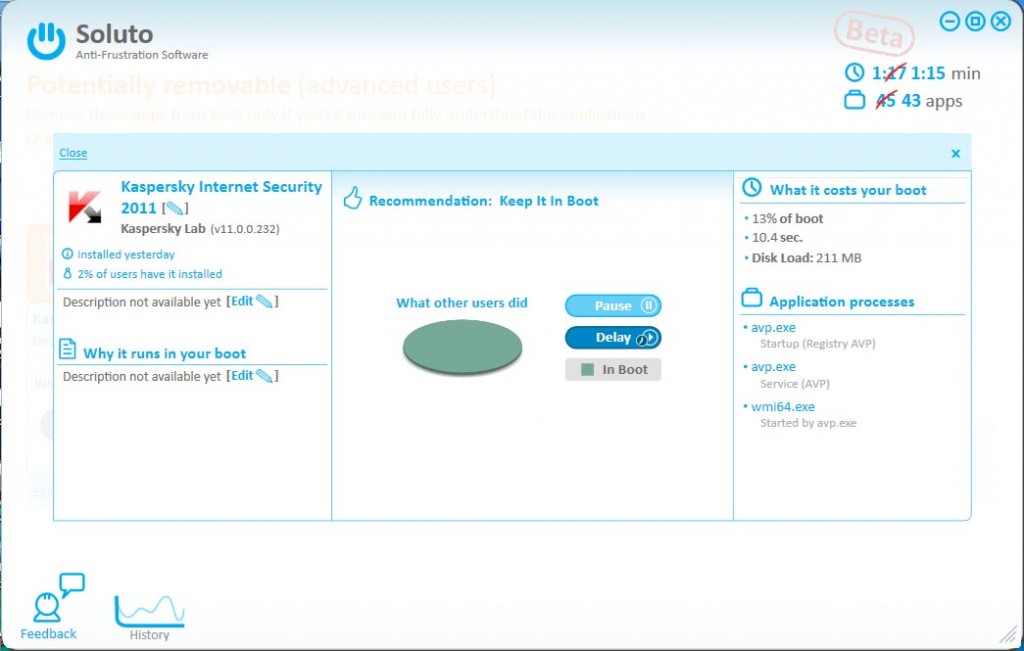 Soluto
Anti-Frustration Software
Beta
1:17 1:15 min
45 43 apps
Potentially removable (advanced users)
Remove these apps from boot only if you're sure you fully understand the implications.
Close
x
Kaspersky Internet Security
2011 [ ]
Kaspersky Lab (v11.0.0.232)
Installed yesterday
2% of users have it installed
Description not available yet [Edit ]
Why it runs in your boot
Description not available yet [Edit ]
Recommendation: Keep It In Boot
What other users did
Pause
Delay
In Boot
What it costs your boot
• 13% of boot
• 10.4 sec.
• Disk Load: 211 MB
Application processes
• avp.exe
Startup (Registry AVP)
• avp.exe
Service (AVP)
• wmi64.exe
Started by avp.exe
Feedback
History